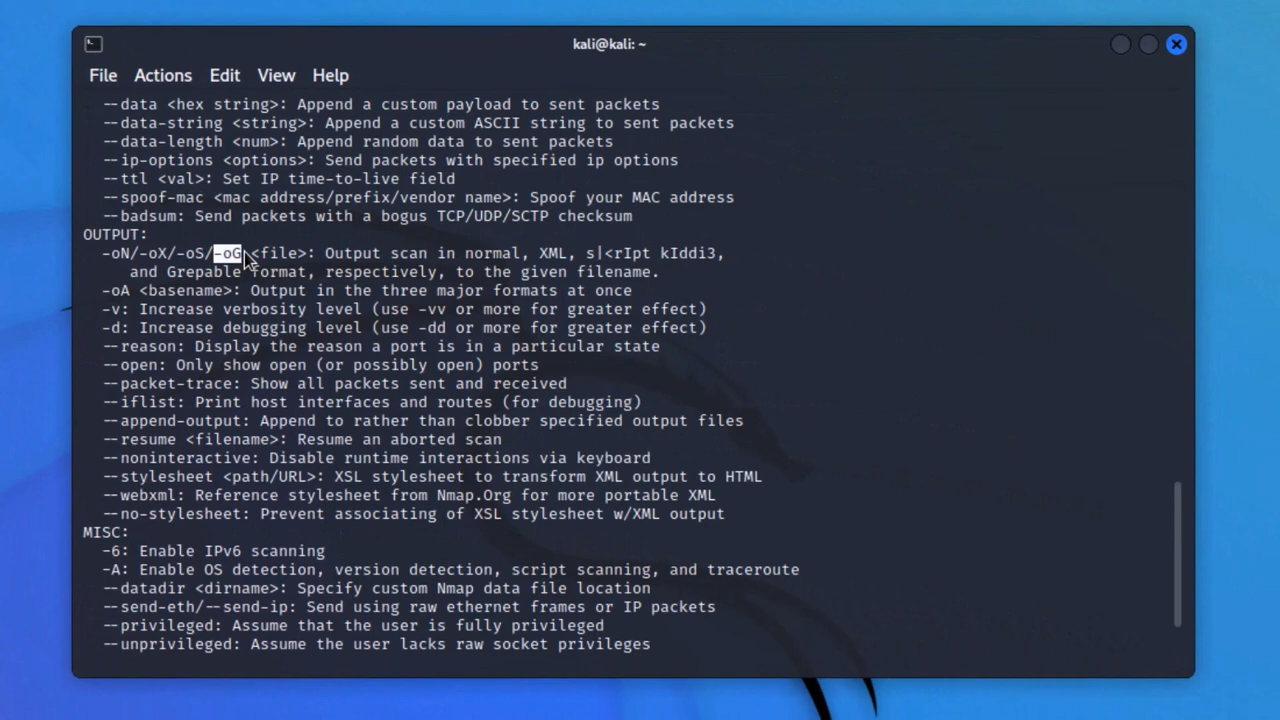 kali@kali: ~
File Actions Edit View Help
--data <hex string>: Append a custom payload to sent packets
--data-string <string>: Append a custom ASCII string to sent packets
--data-length <num>: Append random data to sent packets
--ip-options <options>: Send packets with specified ip options
--ttl <val>: Set IP time-to-live field
--spoof-mac <mac address/prefix/vendor name>: Spoof your MAC address
--badsum: Send packets with a bogus TCP/UDP/SCTP checksum
OUTPUT:
-oN/-oX/-oS/-oG <file>: Output scan in normal, XML, s|<rIpt kIddi3,
and Grepable format, respectively, to the given filename.
-oA <basename>: Output in the three major formats at once
-v: Increase verbosity level (use -vv or more for greater effect)
-d: Increase debugging level (use -dd or more for greater effect)
--reason: Display the reason a port is in a particular state
--open: Only show open (or possibly open) ports
--packet-trace: Show all packets sent and received
--iflist: Print host interfaces and routes (for debugging)
--append-output: Append to rather than clobber specified output files
--resume <filename>: Resume an aborted scan
--noninteractive: Disable runtime interactions via keyboard
--stylesheet <path/URL>: XSL stylesheet to transform XML output to HTML
--webxml: Reference stylesheet from Nmap.Org for more portable XML
--no-stylesheet: Prevent associating of XSL stylesheet w/XML output
MISC:
-6: Enable IPv6 scanning
-A: Enable OS detection, version detection, script scanning, and traceroute
--datadir <dirname>: Specify custom Nmap data file location
--send-eth/--send-ip: Send using raw ethernet frames or IP packets
--privileged: Assume that the user is fully privileged
--unprivileged: Assume the user lacks raw socket privileges